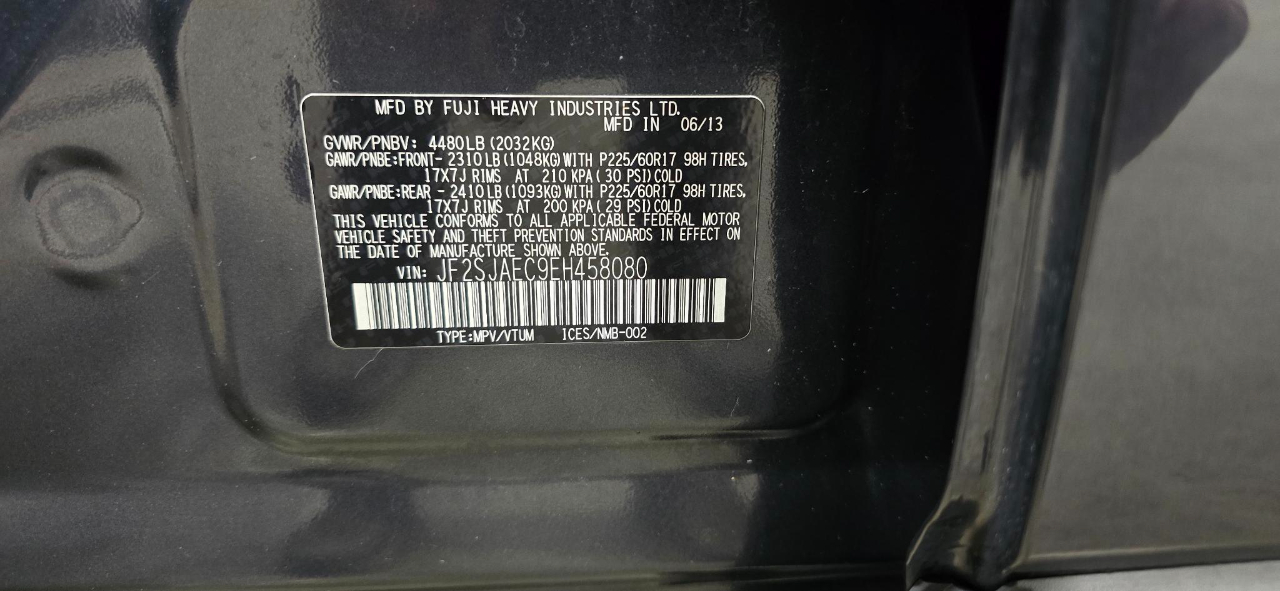 MFD BY FUJI HEAVY INDUSTRIES LTD.
MFD IN 06/13
GVWR/PNBV: 4480LB(2032KG)
GAWR/PNBE:FRONT- 2310LB(1048KG)WITH P225/60R17 98H TIRES,
17X7J RIMS AT 210 KPA( 30 PSI)COLD
GAWR/PNBE:REAR - 2410LB(1093KG)WITH P225/60R17 98H TIRES,
17X7J RIMS AT 200 KPA( 29 PSI)COLD
THIS VEHICLE CONFORMS TO ALL APPLICABLE FEDERAL MOTOR
VEHICLE SAFETY AND THEFT PREVENTION STANDARDS IN EFFECT ON
THE DATE OF MANUFACTURE SHOWN ABOVE.
VIN: JF2SJAEC9EH458080
TYPE:MPV/VTUM ICES/NMB-002